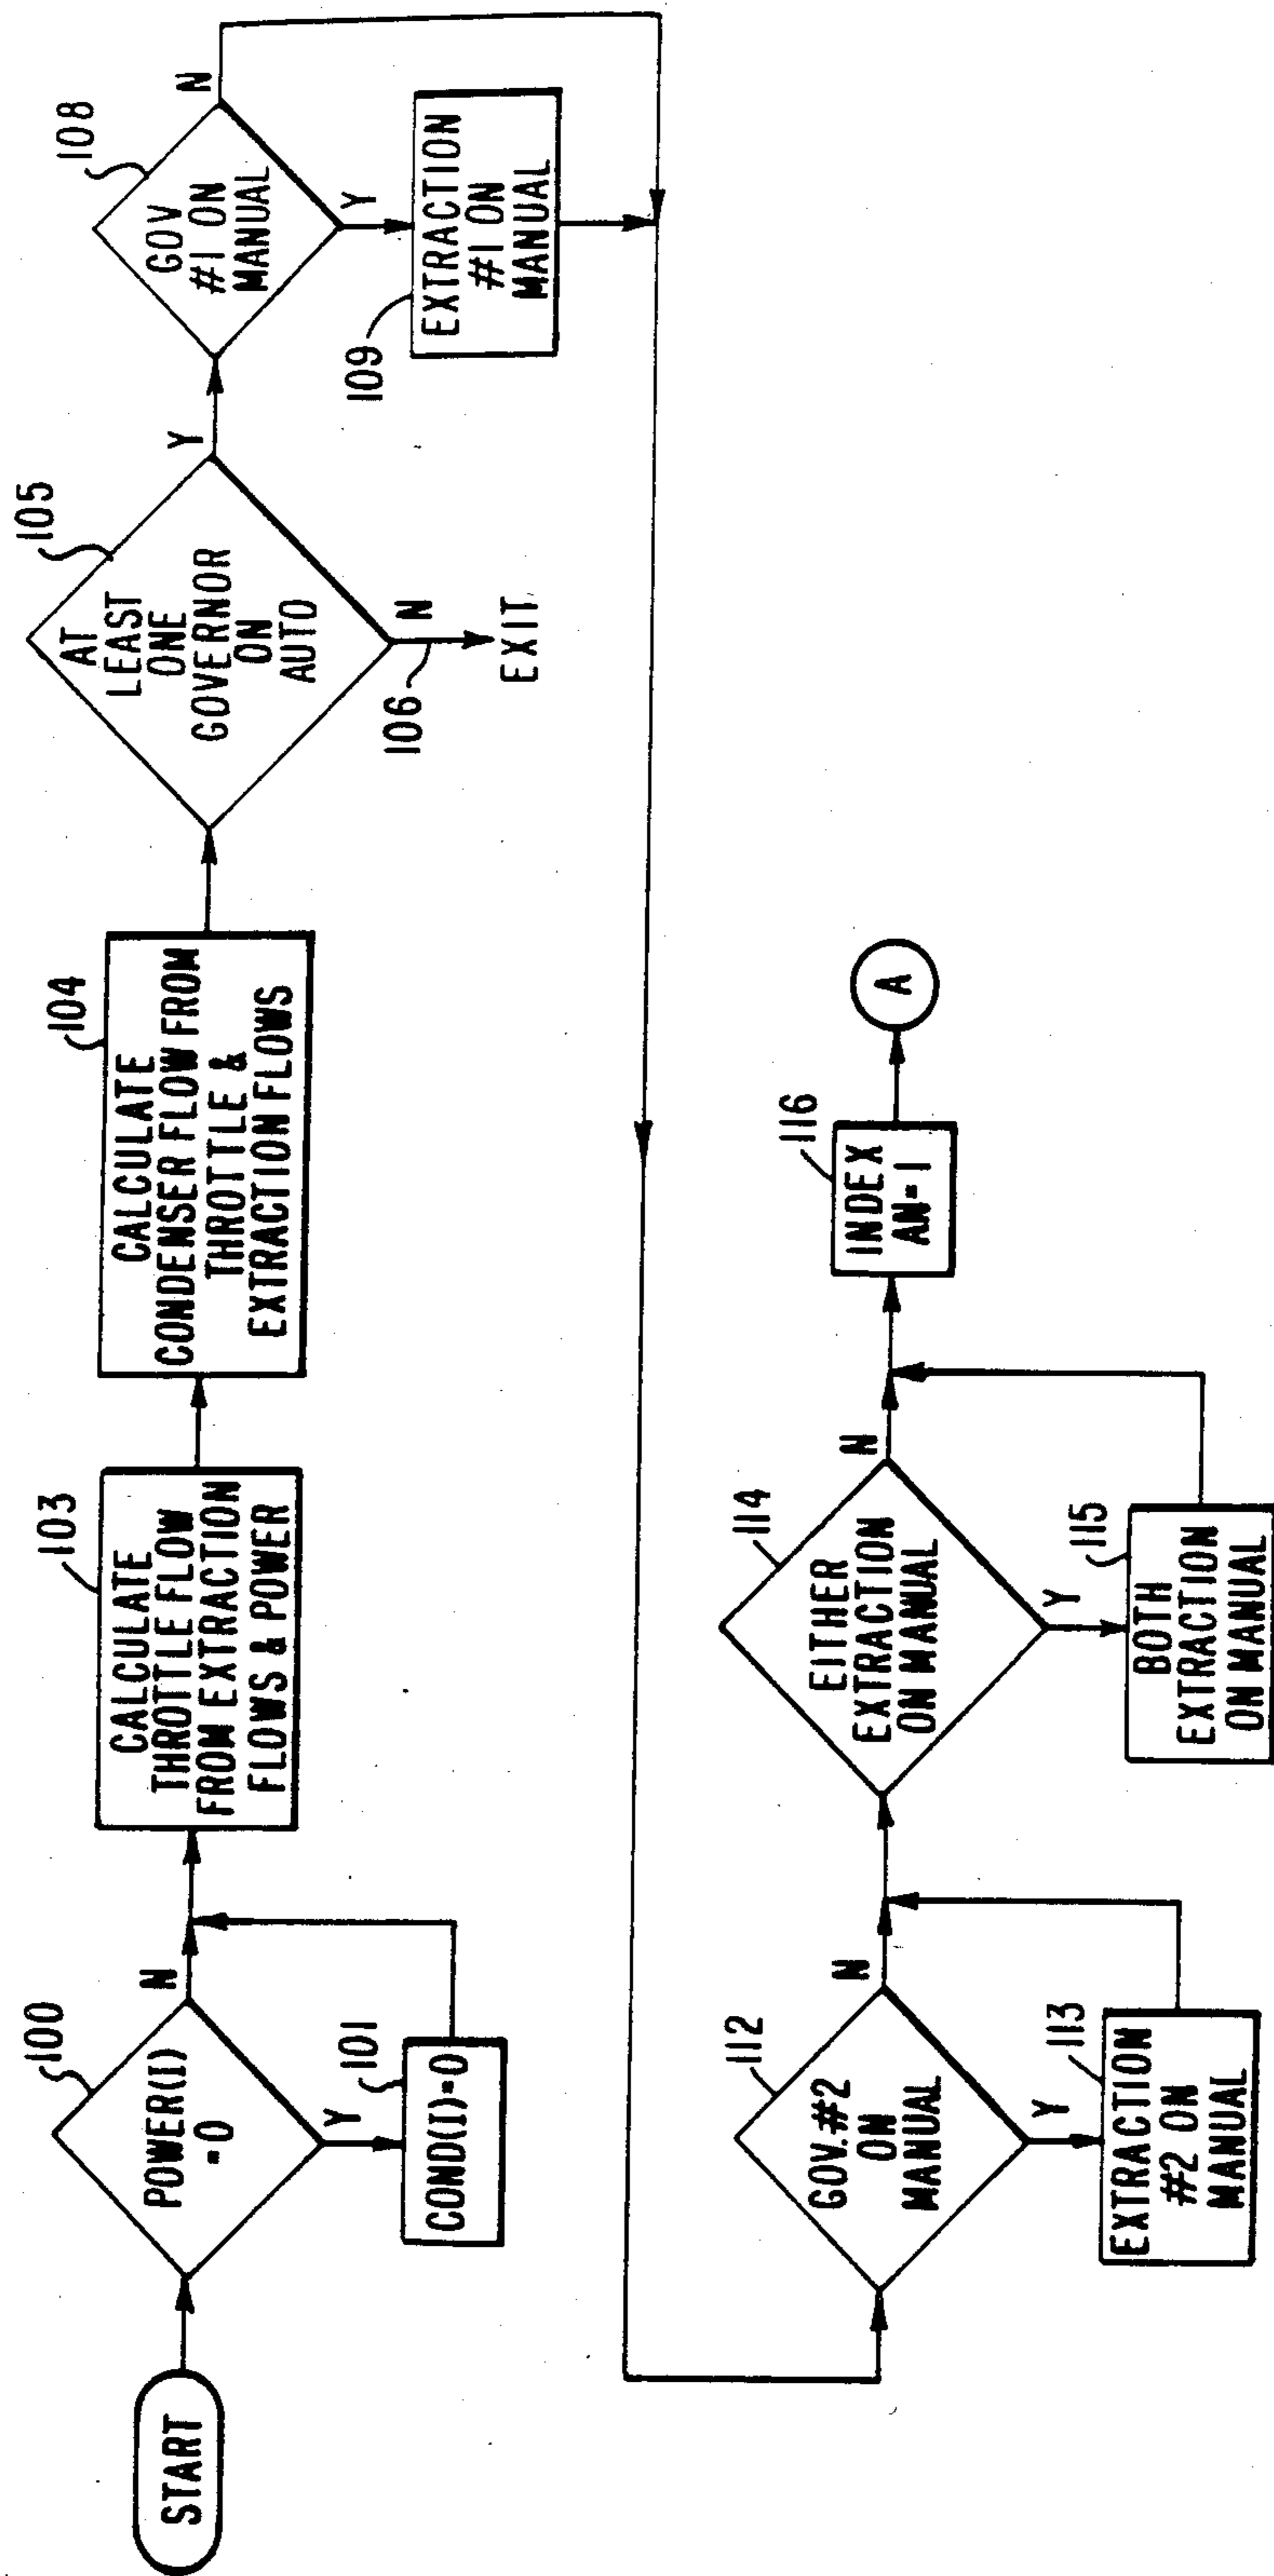 START
100
POWER(I)
=0
N
Y
101
COND(I)=0
103
CALCULATE
THROTTLE FLOW
FROM EXTRACTION
FLOWS & POWER
104
CALCULATE
CONDENSER FLOW FROM
THROTTLE &
EXTRACTION FLOWS
105
AT
LEAST
ONE
GOVERNOR
ON
AUTO
Y
N
106
EXIT
108
GOV
#1 ON
MANUAL
N
Y
109
EXTRACTION
#1 ON
MANUAL
112
GOV.#2
ON
MANUAL
N
Y
113
EXTRACTION
#2 ON
MANUAL
114
EITHER
EXTRACTION
ON MANUAL
N
Y
115
BOTH
EXTRACTION
ON MANUAL
116
INDEX
AN=1
A